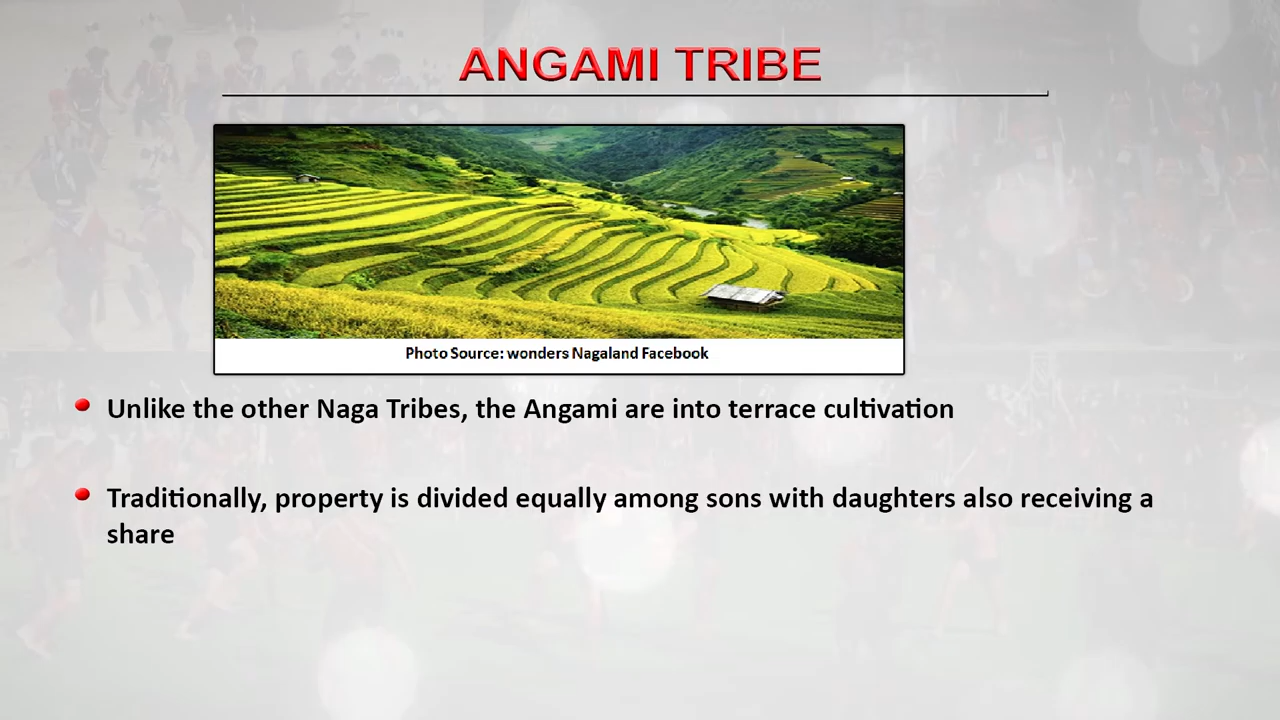 ANGAMI TRIBE
Photo Source: wonders Nagaland Facebook
Unlike the other Naga Tribes, the Angami are into terrace cultivation
Traditionally, property is divided equally among sons with daughters also receiving a
share